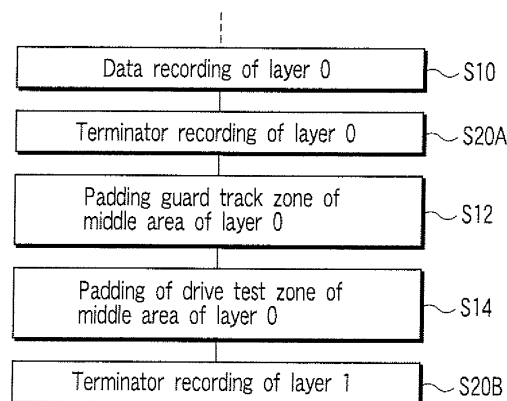 Data recording of layer 0
S10
Terminator recording of layer 0
S20A
Padding guard track zone of
middle area of layer 0
S12
Padding of drive test zone of
middle area of layer 0
S14
Terminator recording of layer 1
S20B